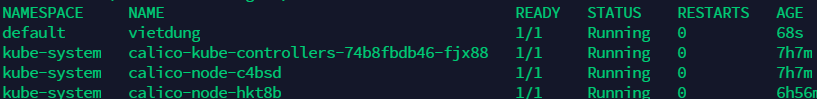 NAMESPACE NAME READY STATUS RESTARTS AGE
default vietdung 1/1 Running 0 68s
kube-system calico-kube-controllers-74b8fbdb46-fjx88 1/1 Running 0 7h7m
kube-system calico-node-c4bsd 1/1 Running 0 7h7m
kube-system calico-node-hkt8b 1/1 Running 0 6h56m